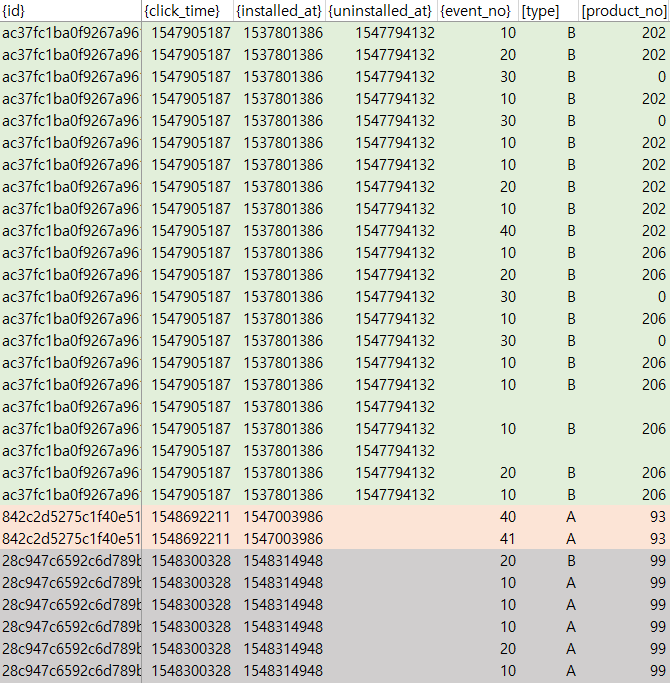 {id} {click_time} {installed_at} {uninstalled_at} {event_no} [type] [product_no]
ac37fc1ba0f9267a96 1547905187 1537801386 1547794132 10 B 202
ac37fc1ba0f9267a96 1547905187 1537801386 1547794132 20 B 202
ac37fc1ba0f9267a96 1547905187 1537801386 1547794132 30 B 0
ac37fc1ba0f9267a96 1547905187 1537801386 1547794132 10 B 202
ac37fc1ba0f9267a96 1547905187 1537801386 1547794132 30 B 0
ac37fc1ba0f9267a96 1547905187 1537801386 1547794132 10 B 202
ac37fc1ba0f9267a96 1547905187 1537801386 1547794132 10 B 202
ac37fc1ba0f9267a96 1547905187 1537801386 1547794132 20 B 202
ac37fc1ba0f9267a96 1547905187 1537801386 1547794132 10 B 202
ac37fc1ba0f9267a96 1547905187 1537801386 1547794132 40 B 202
ac37fc1ba0f9267a96 1547905187 1537801386 1547794132 10 B 206
ac37fc1ba0f9267a96 1547905187 1537801386 1547794132 20 B 206
ac37fc1ba0f9267a96 1547905187 1537801386 1547794132 30 B 0
ac37fc1ba0f9267a96 1547905187 1537801386 1547794132 10 B 206
ac37fc1ba0f9267a96 1547905187 1537801386 1547794132 30 B 0
ac37fc1ba0f9267a96 1547905187 1537801386 1547794132 10 B 206
ac37fc1ba0f9267a96 1547905187 1537801386 1547794132 10 B 206
ac37fc1ba0f9267a96 1547905187 1537801386 1547794132
ac37fc1ba0f9267a96 1547905187 1537801386 1547794132 10 B 206
ac37fc1ba0f9267a96 1547905187 1537801386 1547794132
ac37fc1ba0f9267a96 1547905187 1537801386 1547794132 20 B 206
ac37fc1ba0f9267a96 1547905187 1537801386 1547794132 10 B 206
842c2d5275c1f40e51 1548692211 1547003986 40 A 93
842c2d5275c1f40e51 1548692211 1547003986 41 A 93
28c947c6592c6d789b 1548300328 1548314948 20 B 99
28c947c6592c6d789b 1548300328 1548314948 10 A 99
28c947c6592c6d789b 1548300328 1548314948 10 A 99
28c947c6592c6d789b 1548300328 1548314948 10 A 99
28c947c6592c6d789b 1548300328 1548314948 20 A 99
28c947c6592c6d789b 1548300328 1548314948 10 A 99